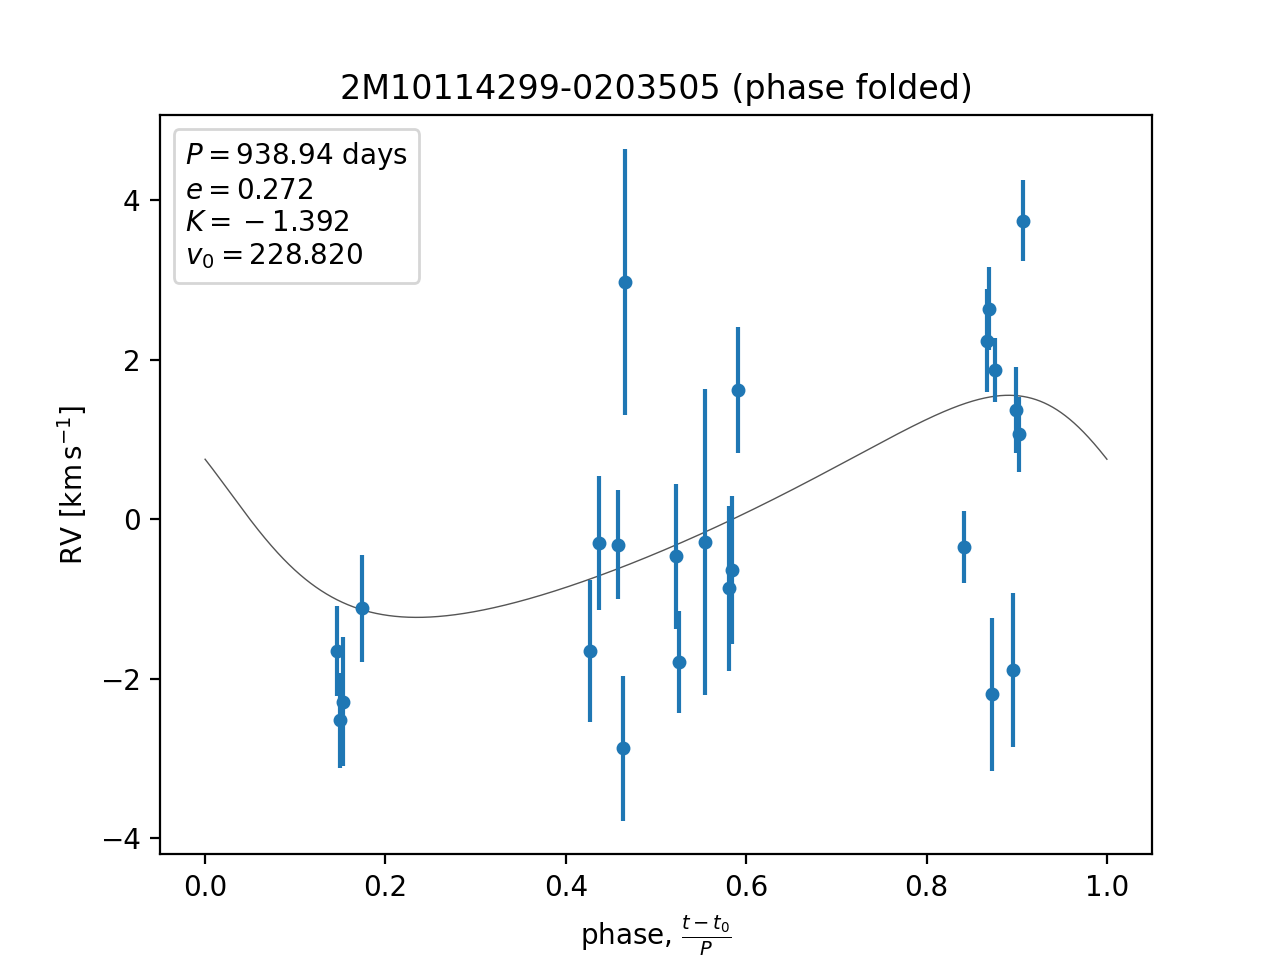 2M10114299-0203505 (phase folded)
P = 938.94 days
e = 0.272
K = −1.392
v₀ = 228.820
4
2
0
−2
−4
RV [km s⁻¹]
0.0 0.2 0.4 0.6 0.8 1.0
phase, (t − t₀)/P